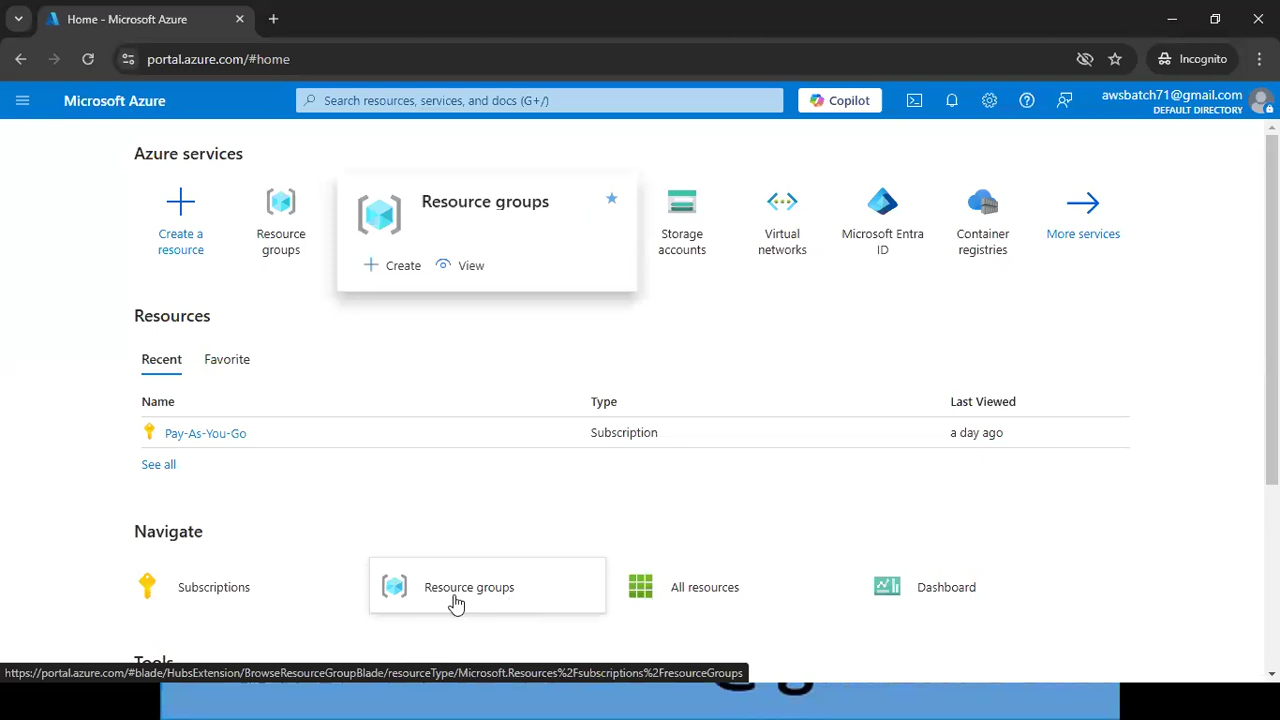 Home - Microsoft Azure
portal.azure.com/#home
Incognito
Microsoft Azure
Search resources, services, and docs (G+/)
Copilot
awsbatch71@gmail.com
DEFAULT DIRECTORY
Azure services
Create a resource
Resource groups
Resource groups
Create
View
Storage accounts
Virtual networks
Microsoft Entra ID
Container registries
More services
Resources
Recent
Favorite
Name
Type
Last Viewed
Pay-As-You-Go
Subscription
a day ago
See all
Navigate
Subscriptions
Resource groups
All resources
Dashboard
Tools
https://portal.azure.com/#blade/HubsExtension/BrowseResourceGroupBlade/resourceType/Microsoft.Resources%2Fsubscriptions%2FresourceGroups